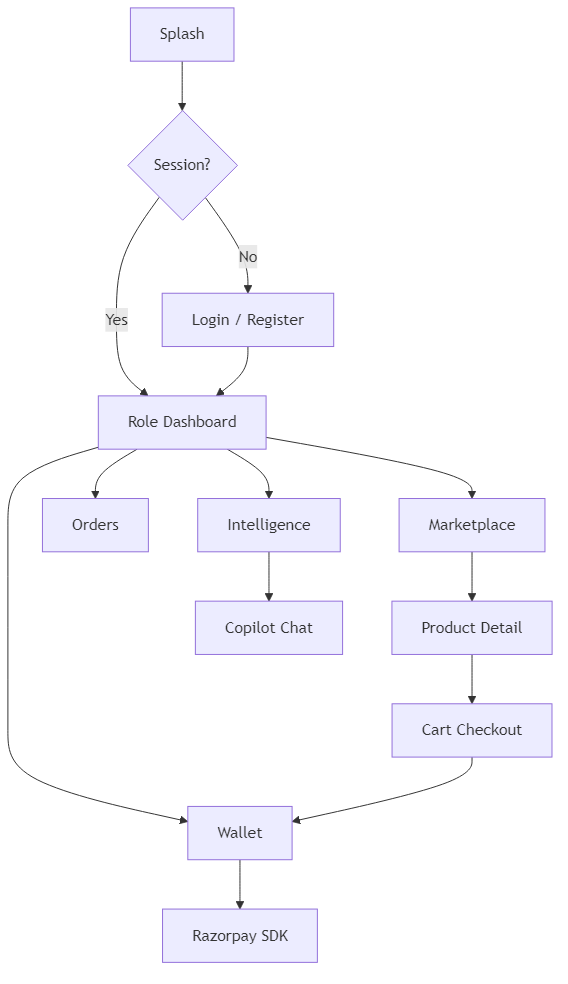 Splash
Session?
No
Yes
Login / Register
Role Dashboard
Orders
Intelligence
Marketplace
Copilot Chat
Product Detail
Cart Checkout
Wallet
Razorpay SDK